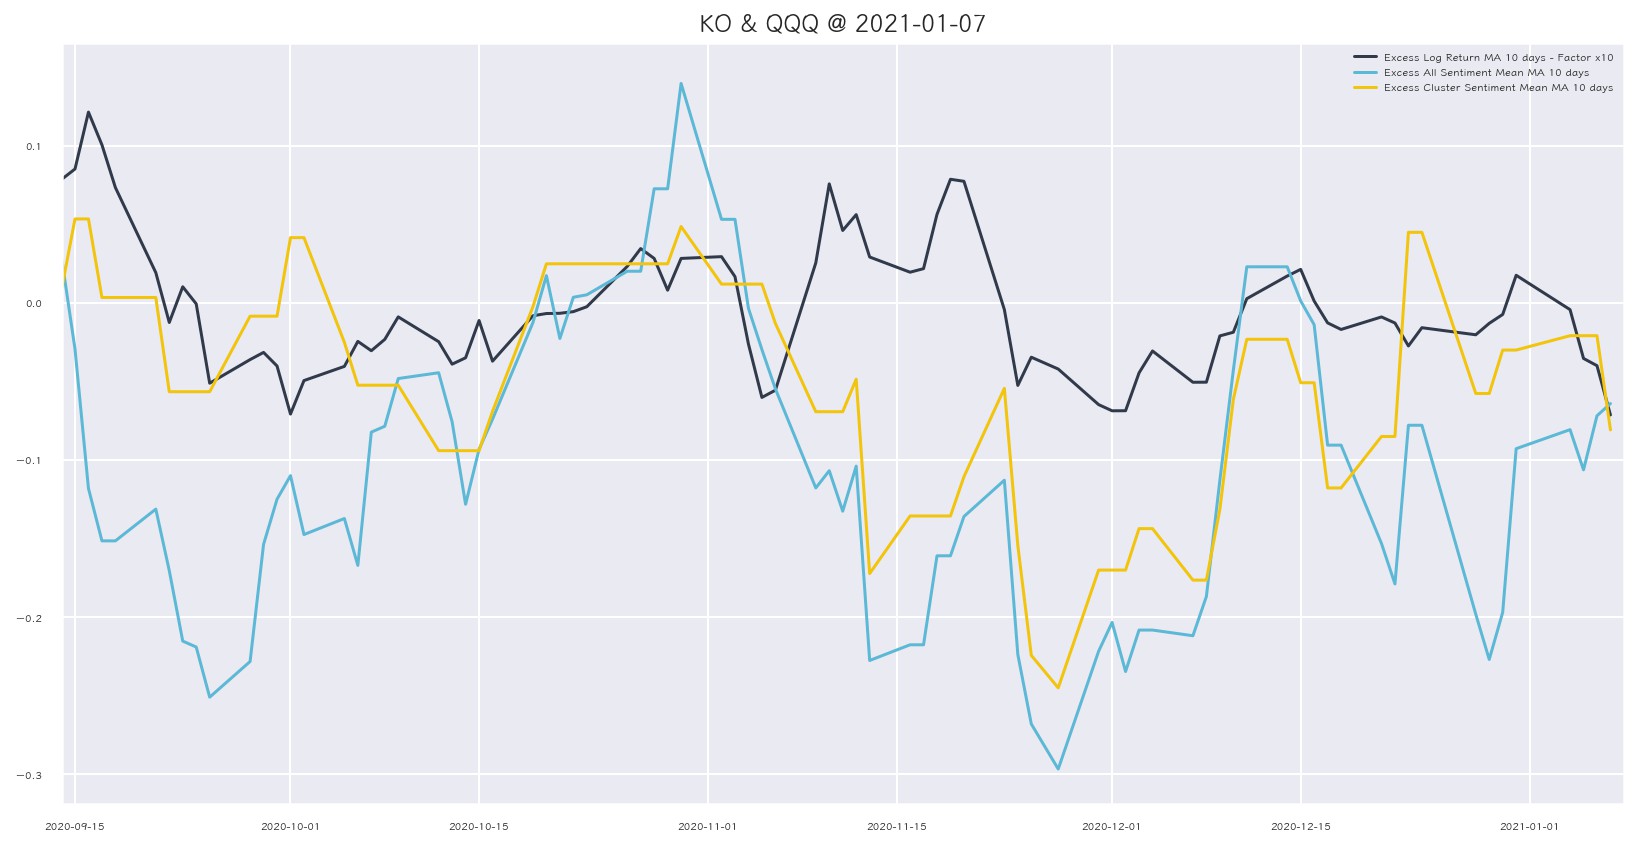 KO & QQQ @ 2021-01-07
Excess Log Return MA 10 days - Factor x10
Excess All Sentiment Mean MA 10 days
Excess Cluster Sentiment Mean MA 10 days
0.1
0.0
−0.1
−0.2
−0.3
2020-09-15 2020-10-01 2020-10-15 2020-11-01 2020-11-15 2020-12-01 2020-12-15 2021-01-01